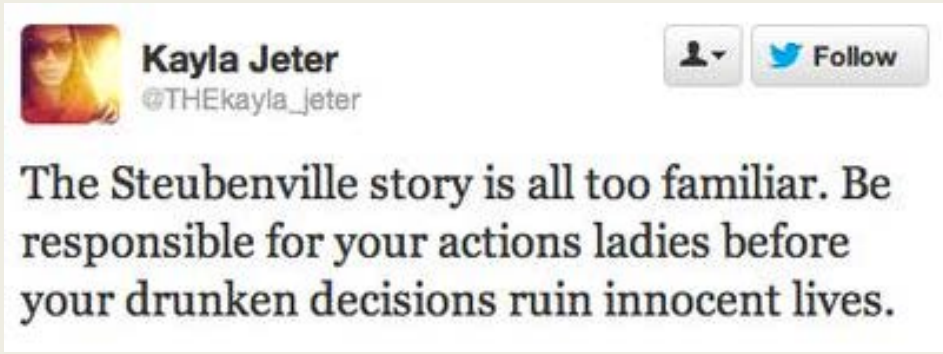 Kayla Jeter
@THEkayla_jeter
Follow
The Steubenville story is all too familiar. Be
responsible for your actions ladies before
your drunken decisions ruin innocent lives.